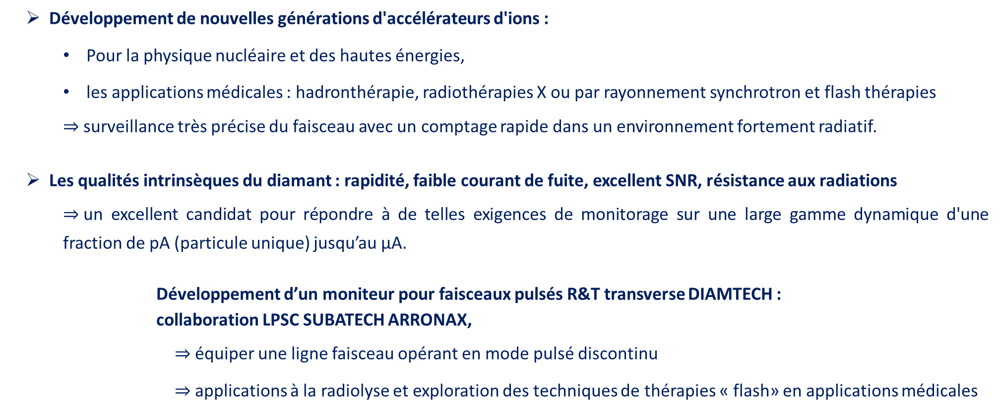 ➢ Développement de nouvelles générations d'accélérateurs d'ions :
• Pour la physique nucléaire et des hautes énergies,
• les applications médicales : hadronthérapie, radiothérapies X ou par rayonnement synchrotron et flash thérapies
⇒ surveillance très précise du faisceau avec un comptage rapide dans un environnement fortement radiatif.
➢ Les qualités intrinsèques du diamant : rapidité, faible courant de fuite, excellent SNR, résistance aux radiations
⇒ un excellent candidat pour répondre à de telles exigences de monitorage sur une large gamme dynamique d'une
fraction de pA (particule unique) jusqu’au µA.
Développement d’un moniteur pour faisceaux pulsés R&T transverse DIAMTECH :
collaboration LPSC SUBATECH ARRONAX,
⇒ équiper une ligne faisceau opérant en mode pulsé discontinu
⇒ applications à la radiolyse et exploration des techniques de thérapies « flash» en applications médicales